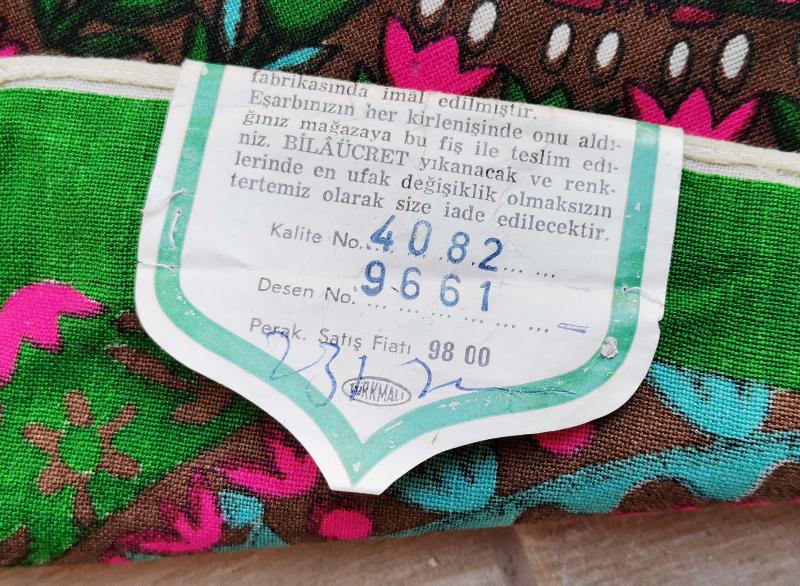 fabrikasında imâl edilmiştir.
Eşarbınızın her kirlenişinde onu aldı-
ğınız mağazaya bu fiş ile teslim edi-
niz. BİLÂÜCRET yıkanacak ve renk-
lerinde en ufak değişiklik olmaksızın
tertemiz olarak size iade edilecektir.
Kalite No. 4082
Desen No. 9661
Perak. Satış Fiatı 98 00
TÜRKMALI